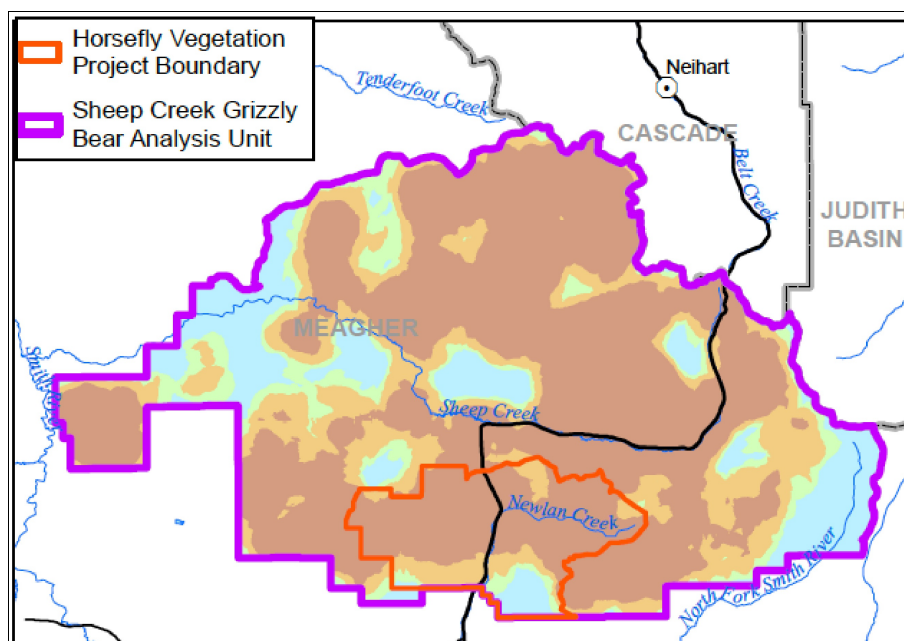 Horsefly Vegetation
Project Boundary
Sheep Creek Grizzly
Bear Analysis Unit
Tenderfoot Creek
Neihart
CASCADE
Belt Creek
JUDITH
BASIN
MEAGHER
Smith River
Sheep Creek
Newlan Creek
North Fork Smith River